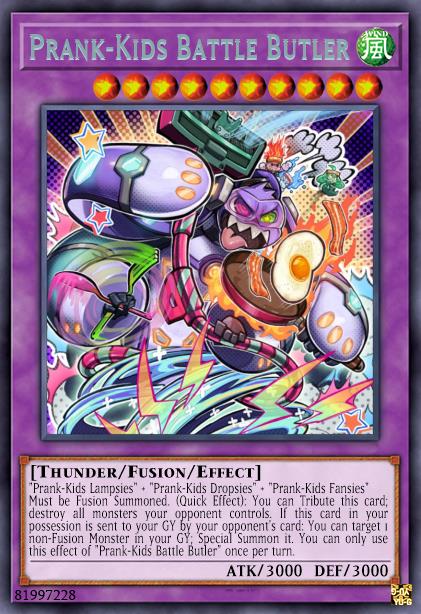 PRANK-KIDS BATTLE BUTLER
WIND
風
[THUNDER/FUSION/EFFECT]
"Prank-Kids Lampsies" + "Prank-Kids Dropsies" + "Prank-Kids Fansies"
Must be Fusion Summoned. (Quick Effect): You can Tribute this card;
destroy all monsters your opponent controls. If this card in your
possession is sent to your GY by your opponent's card: You can target 1
non-Fusion Monster in your GY; Special Summon it. You can only use
this effect of "Prank-Kids Battle Butler" once per turn.
ATK/3000 DEF/3000
81997228